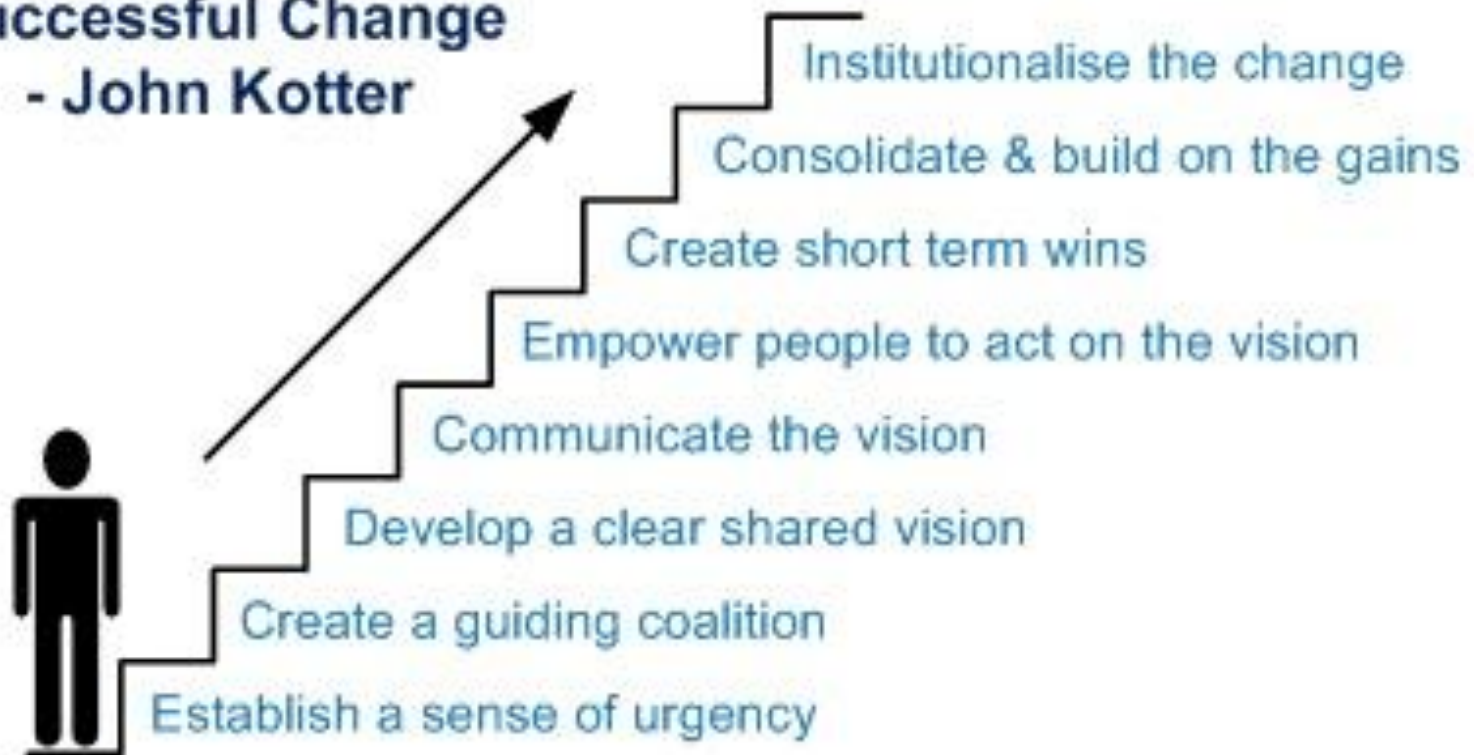 uccessful Change
- John Kotter
Institutionalise the change
Consolidate & build on the gains
Create short term wins
Empower people to act on the vision
Communicate the vision
Develop a clear shared vision
Create a guiding coalition
Establish a sense of urgency